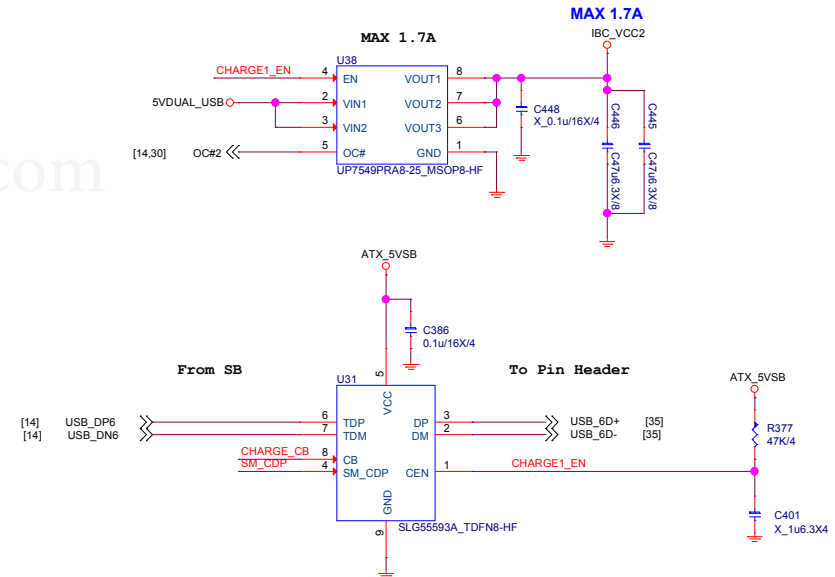 MAX 1.7A
MAX 1.7A
IBC_VCC2
U38
CHARGE1_EN 4 EN VOUT1 8
5VDUAL_USB 2 VIN1 VOUT2 7
3 VIN2 VOUT3 6
[14,30] OC#2 5 OC# GND 1
UP7549PRA8-25_MSOP8-HF
C448
X_0.1u/16X/4
C446
C47u6.3X/8
C445
C47u6.3X/8
com
ATX_5VSB
C386
0.1u/16X/4
From SB
To Pin Header
ATX_5VSB
U31
5
VCC
[14] USB_DP6 6 TDP DP 3 USB_6D+ [35]
[14] USB_DN6 7 TDM DM 2 USB_6D- [35]
CHARGE_CB 8 CB
SM_CDP 4 SM_CDP CEN 1 CHARGE1_EN
GND
9
SLG55593A_TDFN8-HF
R377
47K/4
C401
X_1u6.3X4